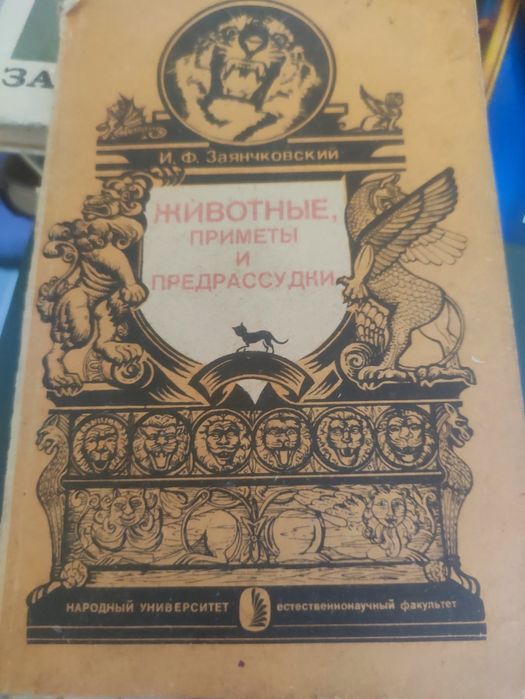 ЗА
И. Ф. Заянчковский
ЖИВОТНЫЕ,
ПРИМЕТЫ
И
ПРЕДРАССУДКИ
НАРОДНЫЙ УНИВЕРСИТЕТ естественнонаучный факультет